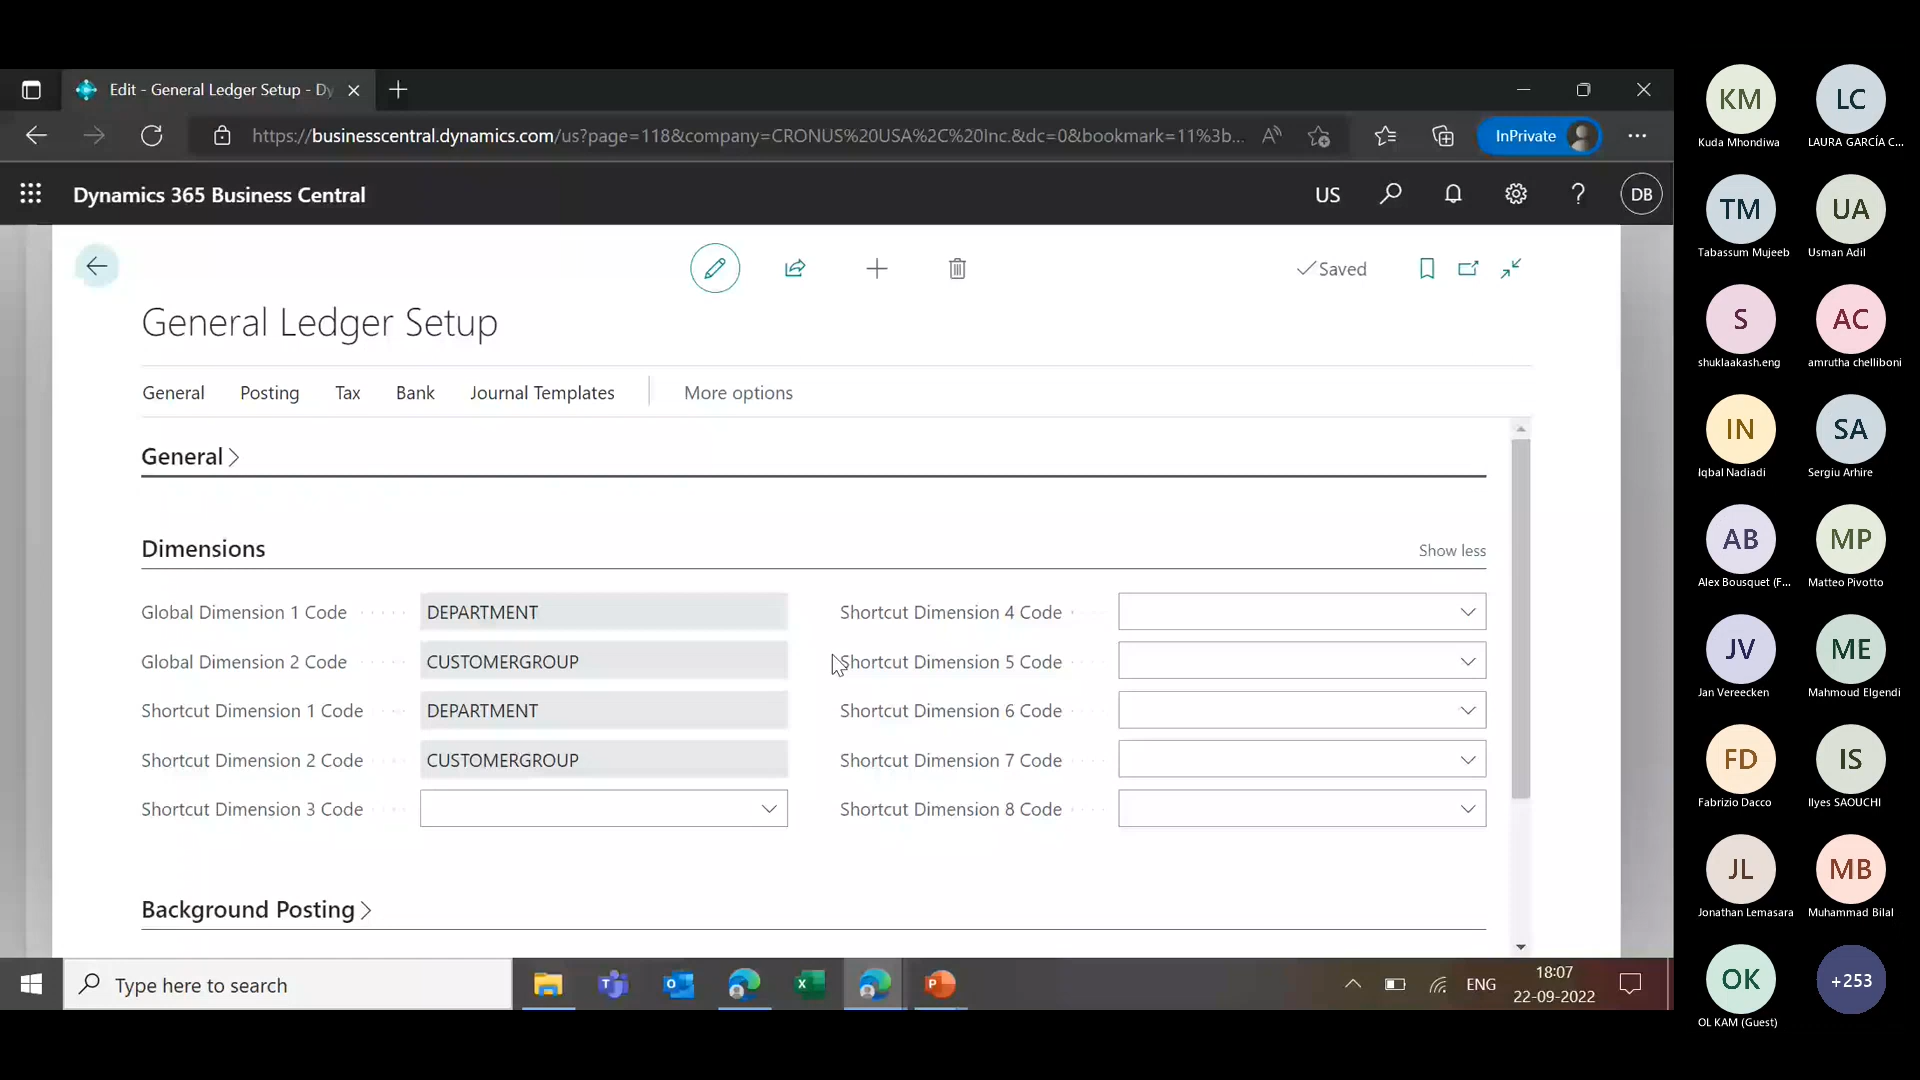 Edit - General Ledger Setup - Dy
https://businesscentral.dynamics.com/us?page=118&company=CRONUS%20USA%2C%20Inc.&dc=0&bookmark=11%3b...
InPrivate
Dynamics 365 Business Central
US
DB
Saved
General Ledger Setup
General
Posting
Tax
Bank
Journal Templates
More options
General
Dimensions
Show less
Global Dimension 1 Code
DEPARTMENT
Global Dimension 2 Code
CUSTOMERGROUP
Shortcut Dimension 1 Code
DEPARTMENT
Shortcut Dimension 2 Code
CUSTOMERGROUP
Shortcut Dimension 3 Code
Shortcut Dimension 4 Code
Shortcut Dimension 5 Code
Shortcut Dimension 6 Code
Shortcut Dimension 7 Code
Shortcut Dimension 8 Code
Background Posting
Type here to search
ENG
18:07
22-09-2022
KM
Kuda Mhondiwa
LC
LAURA GARCÍA C...
TM
Tabassum Mujeeb
UA
Usman Adil
S
shuklaakash.eng
AC
amrutha chelliboni
IN
Iqbal Nadiadi
SA
Sergiu Arhire
AB
Alex Bousquet (F...
MP
Matteo Pivotto
JV
Jan Vereecken
ME
Mahmoud Elgendi
FD
Fabrizio Dacco
IS
Ilyes SAOUCHI
JL
Jonathan Lemasara
MB
Muhammad Bilal
OK
OL KAM (Guest)
+253